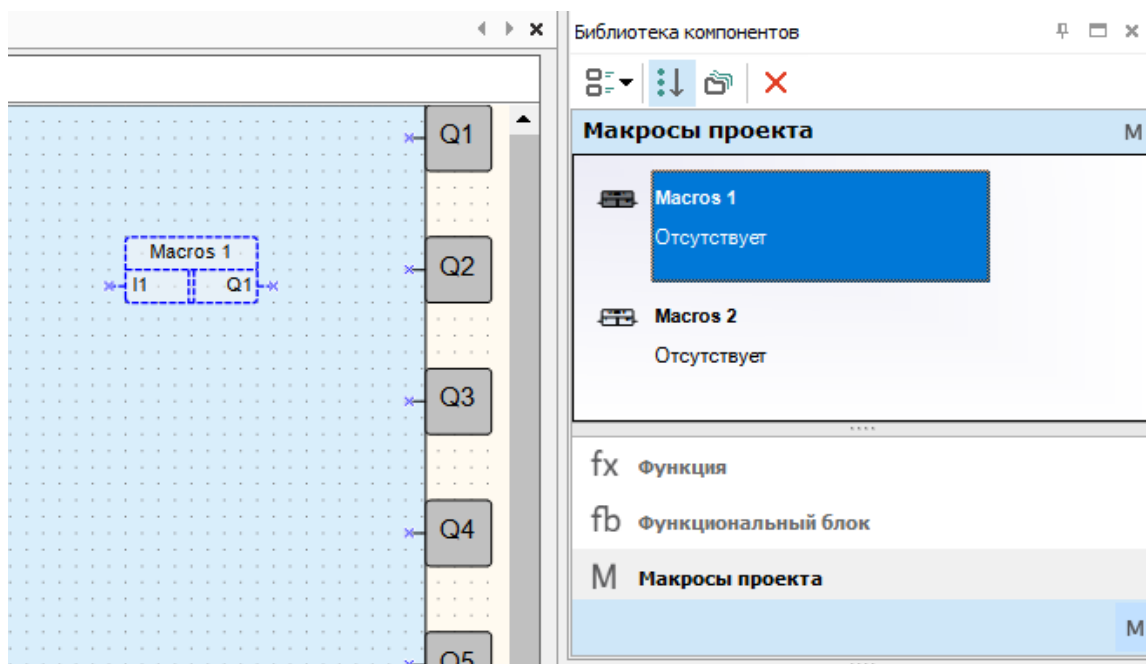 Библиотека компонентов
Макросы проекта M
Macros 1
Отсутствует
Macros 2
Отсутствует
fx Функция
fb Функциональный блок
M Макросы проекта
M
Q1
Macros 1
I1 Q1
Q2
Q3
Q4
Q5